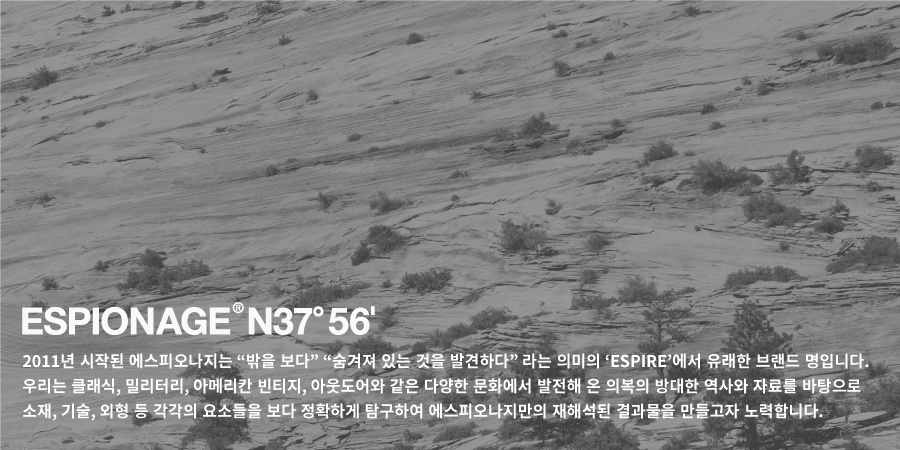 ESPIONAGE® N37° 56'
2011년 시작된 에스피오나지는 “밖을 보다” “숨겨져 있는 것을 발견하다” 라는 의미의 ‘ESPIRE’에서 유래한 브랜드 명입니다.
우리는 클래식, 밀리터리, 아메리칸 빈티지, 아웃도어와 같은 다양한 문화에서 발전해 온 의복의 방대한 역사와 자료를 바탕으로
소재, 기술, 외형 등 각각의 요소들을 보다 정확하게 탐구하여 에스피오나지만의 재해석된 결과물을 만들고자 노력합니다.